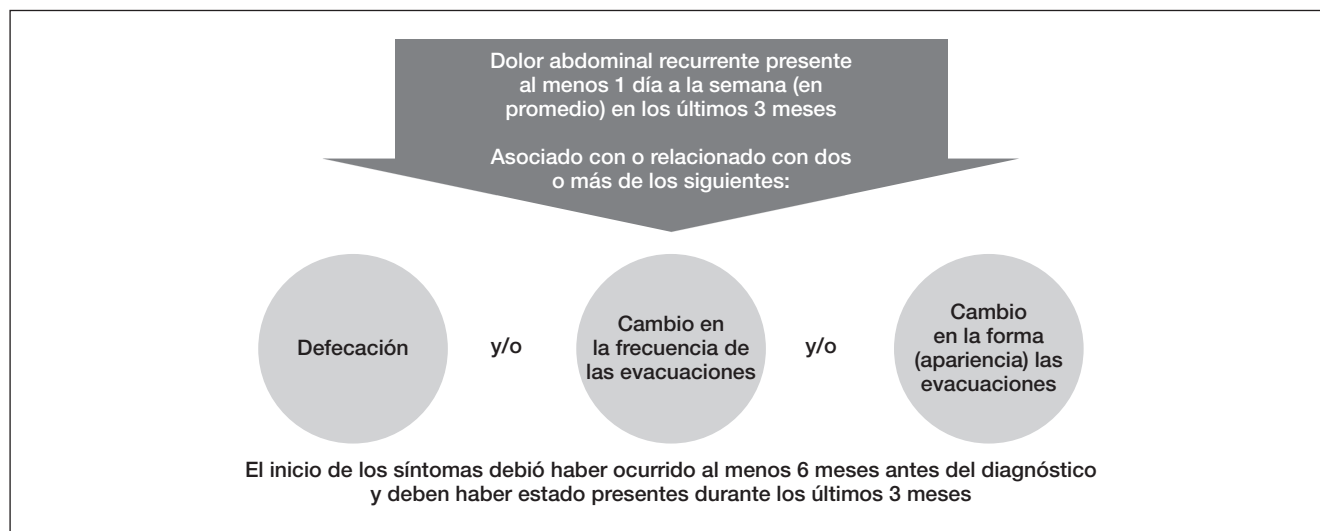 Dolor abdominal recurrente presente
al menos 1 día a la semana (en
promedio) en los últimos 3 meses
Asociado con o relacionado con dos
o más de los siguientes:
Defecación
y/o
Cambio en
la frecuencia de
las evacuaciones
y/o
Cambio
en la forma
(apariencia) las
evacuaciones
El inicio de los síntomas debió haber ocurrido al menos 6 meses antes del diagnóstico
y deben haber estado presentes durante los últimos 3 meses